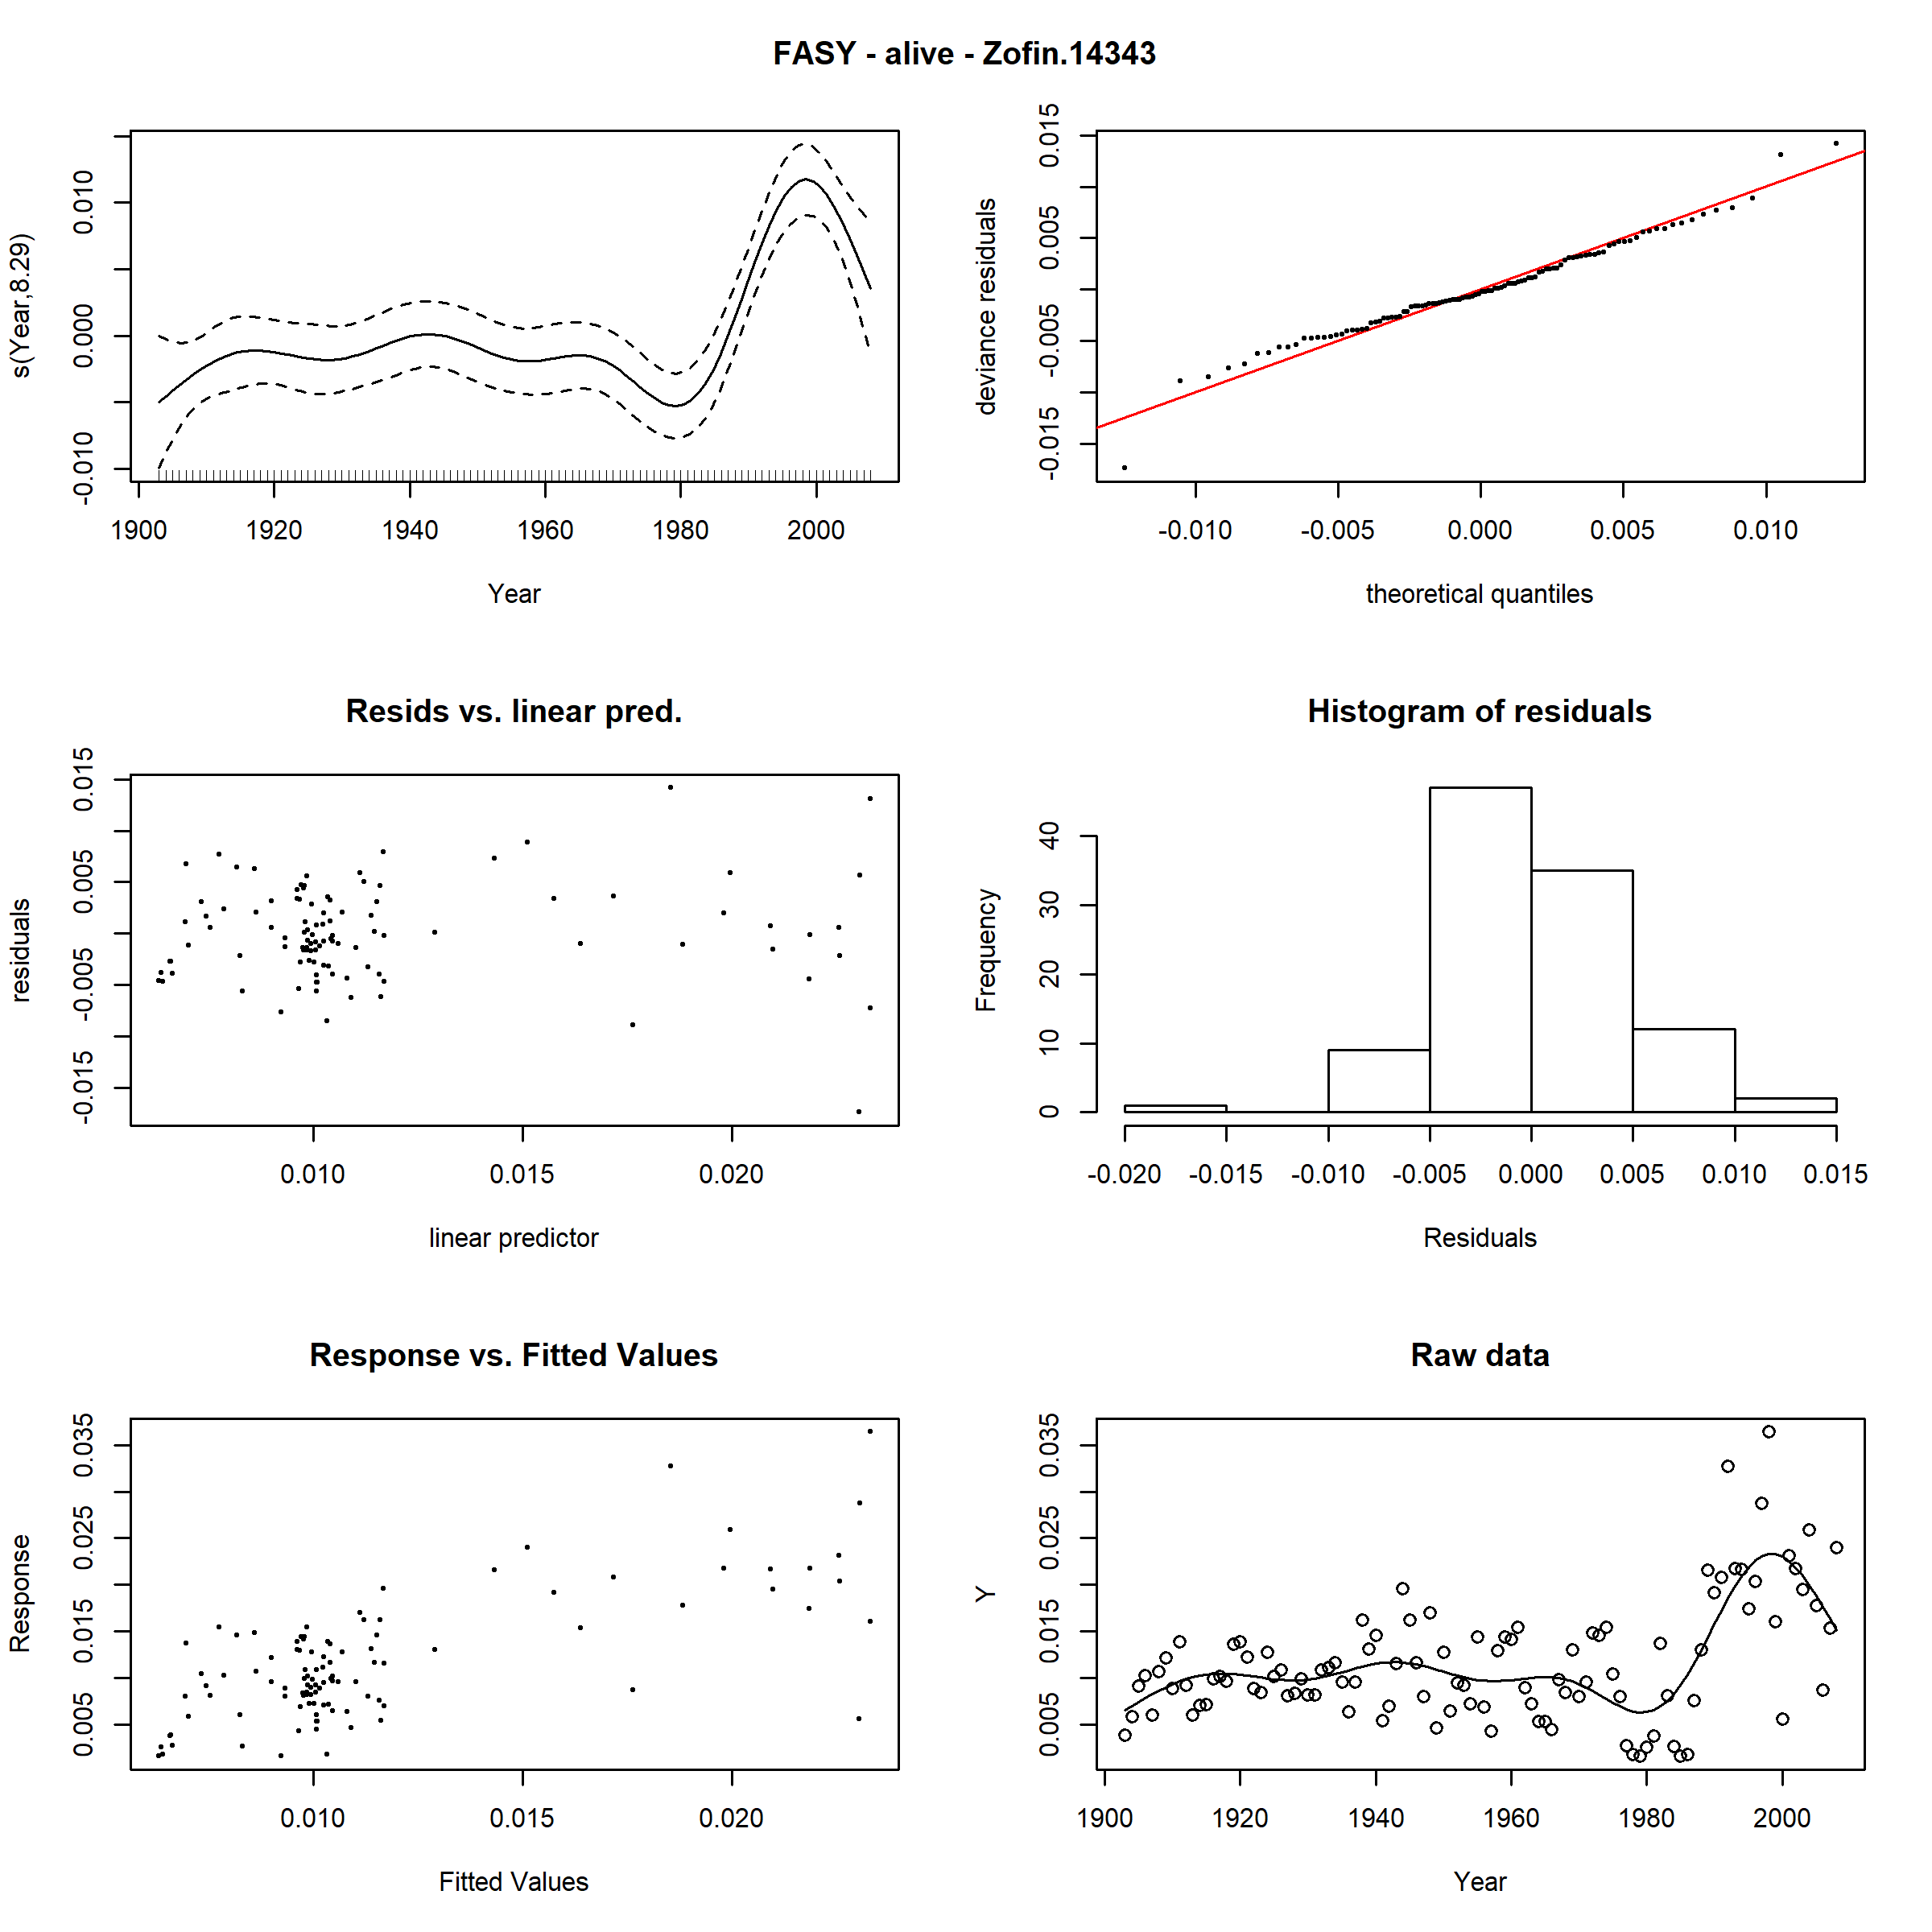 FASY - alive - Zofin.14343
s(Year,8.29)
-0.010 0.000 0.010
1900 1920 1940 1960 1980 2000
Year
deviance residuals
-0.015 -0.005 0.005 0.015
-0.010 -0.005 0.000 0.005 0.010
theoretical quantiles
Resids vs. linear pred.
residuals
-0.015 -0.005 0.005 0.015
0.010 0.015 0.020
linear predictor
Histogram of residuals
Frequency
0 10 20 30 40
-0.020 -0.015 -0.010 -0.005 0.000 0.005 0.010 0.015
Residuals
Response vs. Fitted Values
Response
0.005 0.015 0.025 0.035
0.010 0.015 0.020
Fitted Values
Raw data
Y
0.005 0.015 0.025 0.035
1900 1920 1940 1960 1980 2000
Year